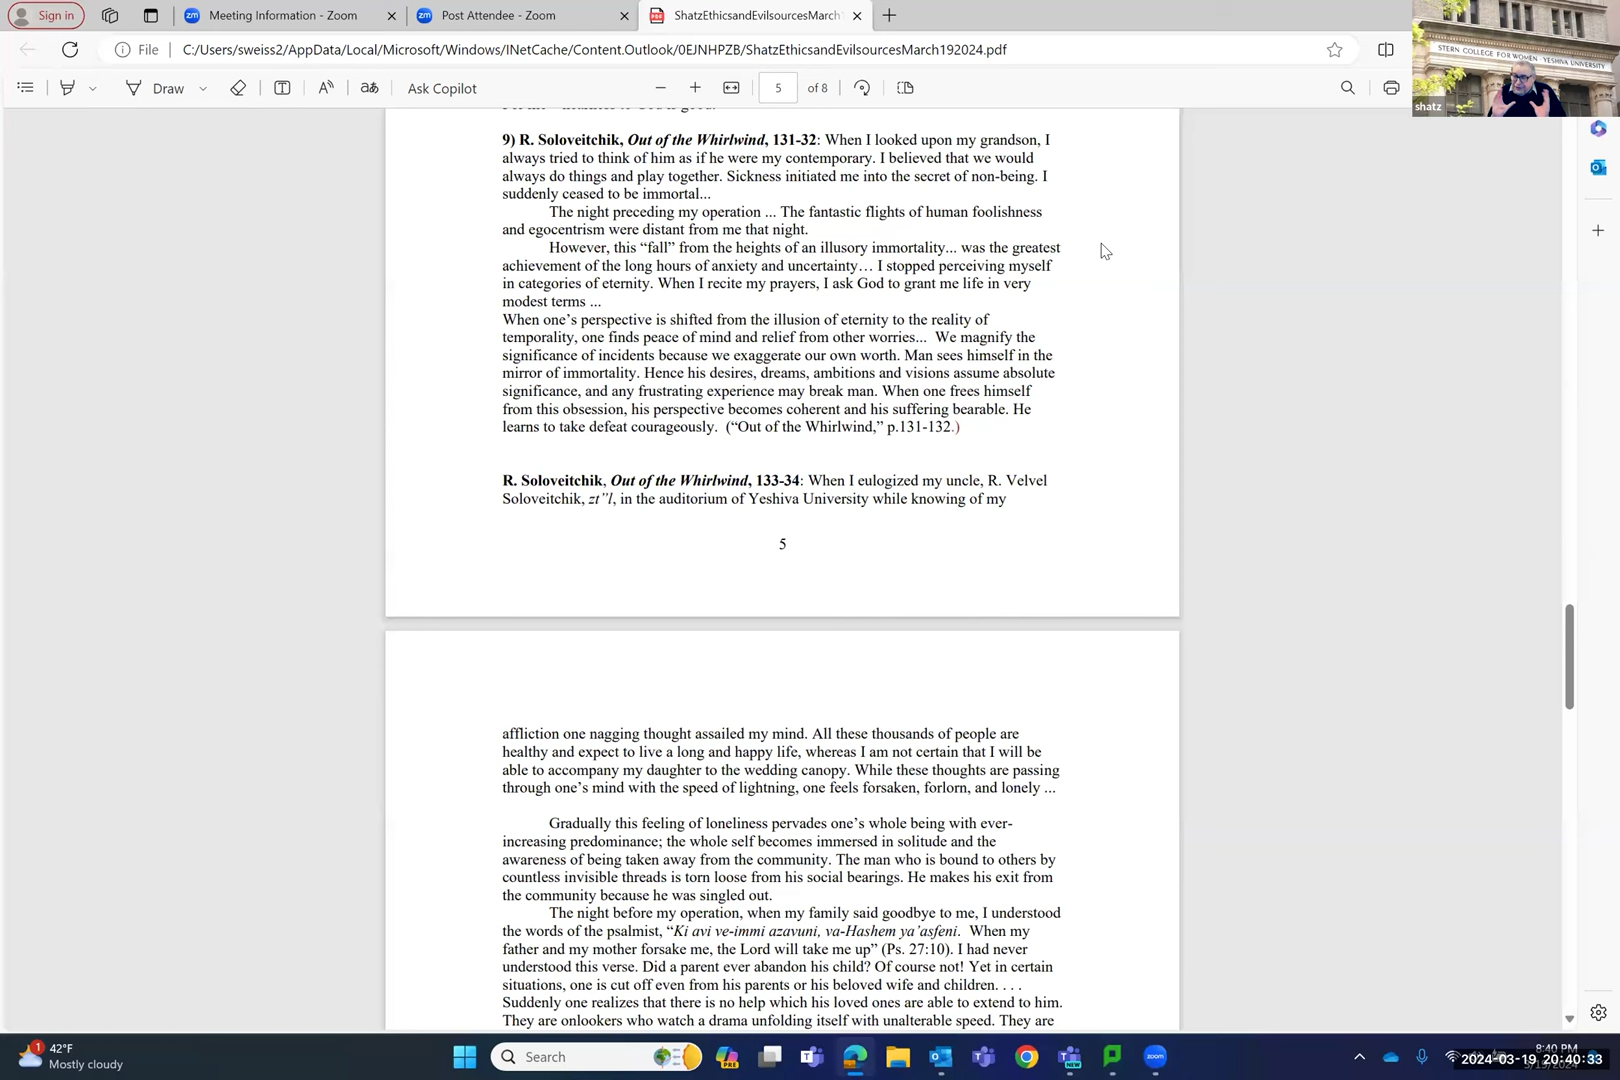 Sign in
Meeting Information - Zoom
Post Attendee - Zoom
ShatzEthicsandEvilsourcesMarch
File
C:/Users/sweiss2/AppData/Local/Microsoft/Windows/INetCache/Content.Outlook/0EJNHPZB/ShatzEthicsandEvilsourcesMarch192024.pdf
STERN COLLEGE FOR WOMEN · YESHIVA UNIVERSITY
shatz
Draw
Ask Copilot
5 of 8
9) R. Soloveitchik, Out of the Whirlwind, 131-32: When I looked upon my grandson, I
always tried to think of him as if he were my contemporary. I believed that we would
always do things and play together. Sickness initiated me into the secret of non-being. I
suddenly ceased to be immortal...
The night preceding my operation ... The fantastic flights of human foolishness
and egocentrism were distant from me that night.
However, this “fall” from the heights of an illusory immortality... was the greatest
achievement of the long hours of anxiety and uncertainty… I stopped perceiving myself
in categories of eternity. When I recite my prayers, I ask God to grant me life in very
modest terms ...
When one’s perspective is shifted from the illusion of eternity to the reality of
temporality, one finds peace of mind and relief from other worries... We magnify the
significance of incidents because we exaggerate our own worth. Man sees himself in the
mirror of immortality. Hence his desires, dreams, ambitions and visions assume absolute
significance, and any frustrating experience may break man. When one frees himself
from this obsession, his perspective becomes coherent and his suffering bearable. He
learns to take defeat courageously. (“Out of the Whirlwind,” p.131-132.)
R. Soloveitchik, Out of the Whirlwind, 133-34: When I eulogized my uncle, R. Velvel
Soloveitchik, zt”l, in the auditorium of Yeshiva University while knowing of my
5
affliction one nagging thought assailed my mind. All these thousands of people are
healthy and expect to live a long and happy life, whereas I am not certain that I will be
able to accompany my daughter to the wedding canopy. While these thoughts are passing
through one’s mind with the speed of lightning, one feels forsaken, forlorn, and lonely ...
Gradually this feeling of loneliness pervades one’s whole being with ever-
increasing predominance; the whole self becomes immersed in solitude and the
awareness of being taken away from the community. The man who is bound to others by
countless invisible threads is torn loose from his social bearings. He makes his exit from
the community because he was singled out.
The night before my operation, when my family said goodbye to me, I understood
the words of the psalmist, “Ki avi ve-immi azavuni, va-Hashem ya’asfeni. When my
father and my mother forsake me, the Lord will take me up” (Ps. 27:10). I had never
understood this verse. Did a parent ever abandon his child? Of course not! Yet in certain
situations, one is cut off even from his parents or his beloved wife and children. . . .
Suddenly one realizes that there is no help which his loved ones are able to extend to him.
They are onlookers who watch a drama unfolding itself with unalterable speed. They are
1
42°F
Mostly cloudy
Search
PRE
NEW
zoom
8:40 PM
2024-03-19 20:40:33